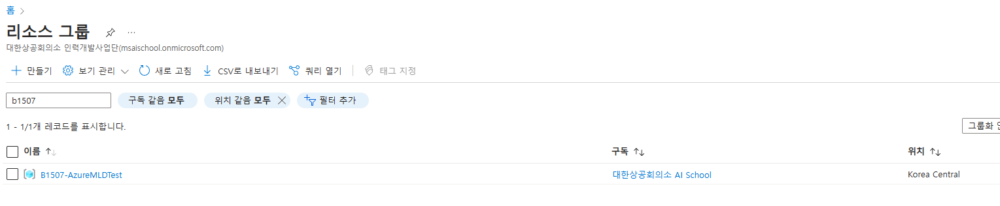 홈
리소스 그룹
대한상공회의소 인력개발사업단(msaischool.onmicrosoft.com)
만들기 보기 관리 새로 고침 CSV로 내보내기 쿼리 열기 태그 지정
b1507 구독 같음 모두 위치 같음 모두 필터 추가
1 - 1/1개 레코드를 표시합니다. 그룹화
이름 구독 위치
B1507-AzureMLDTest 대한상공회의소 AI School Korea Central